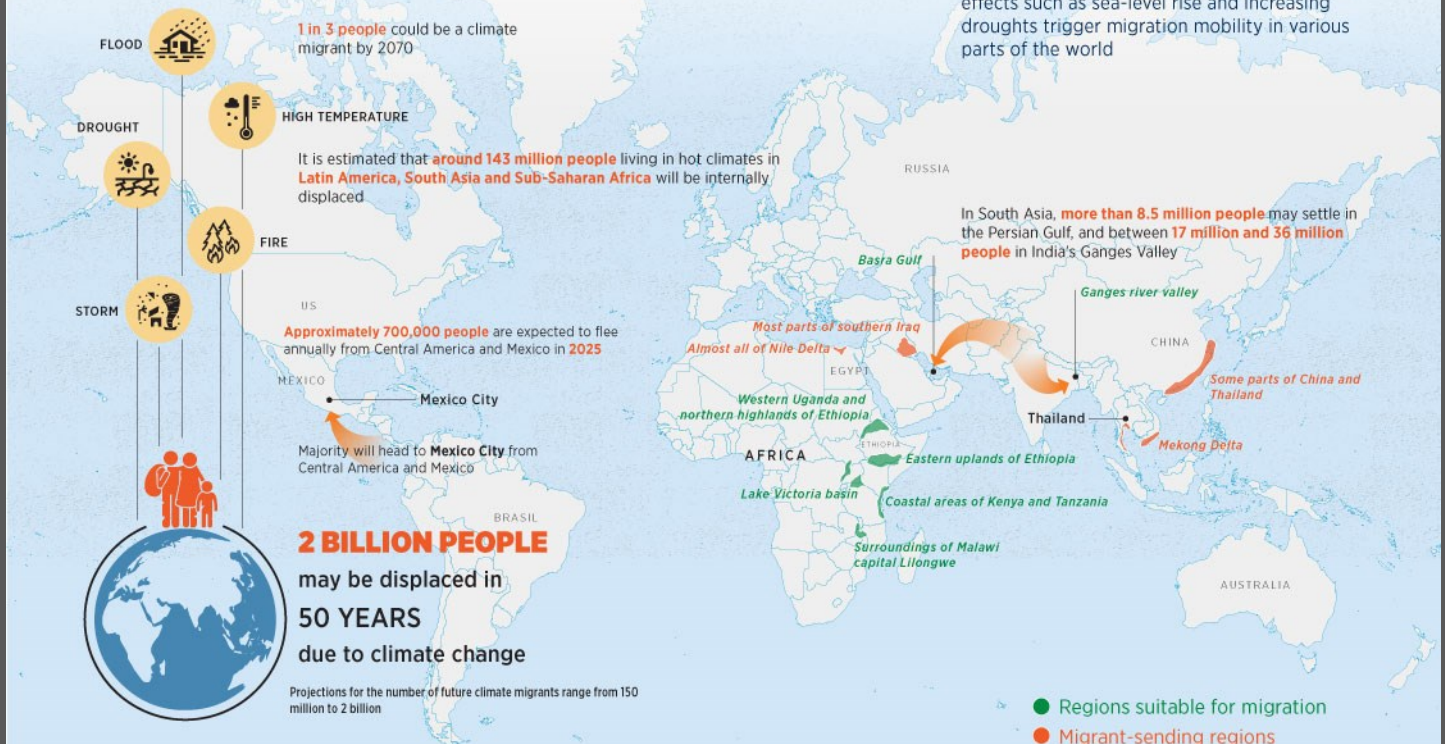 effects such as sea-level rise and increasing
droughts trigger migration mobility in various
parts of the world
FLOOD
1 in 3 people could be a climate
migrant by 2070
HIGH TEMPERATURE
DROUGHT
It is estimated that around 143 million people living in hot climates in
Latin America, South Asia and Sub-Saharan Africa will be internally
displaced
FIRE
STORM
RUSSIA
In South Asia, more than 8.5 million people may settle in
the Persian Gulf, and between 17 million and 36 million
people in India's Ganges Valley
Basra Gulf
Ganges river valley
US
Approximately 700,000 people are expected to flee
annually from Central America and Mexico in 2025
Most parts of southern Iraq
Almost all of Nile Delta
EGYPT
CHINA
Some parts of China and
Thailand
MEXICO
Mexico City
Western Uganda and
northern highlands of Ethiopia
Thailand
ETHIOPIA
Mekong Delta
Majority will head to Mexico City from
Central America and Mexico
AFRICA
Eastern uplands of Ethiopia
Lake Victoria basin
Coastal areas of Kenya and Tanzania
BRASIL
Surroundings of Malawi
capital Lilongwe
AUSTRALIA
2 BILLION PEOPLE
may be displaced in
50 YEARS
due to climate change
Projections for the number of future climate migrants range from 150
million to 2 billion
Regions suitable for migration
Migrant-sending regions